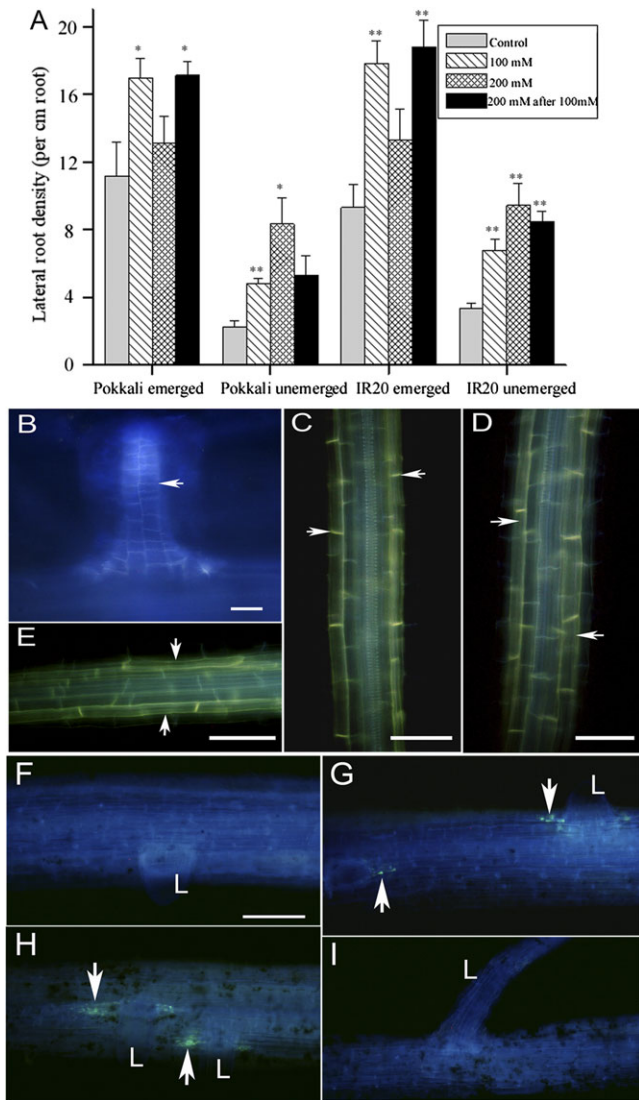 A
Lateral root density (per cm root)
20
16
12
8
4
0
* * ** * ** ** ** ** **
Control
100 mM
200 mM
200 mM after 100mM
Pokkali emerged Pokkali unemerged IR20 emerged IR20 unemerged
B
C
D
E
F
L
G
L
H
L L
I
L